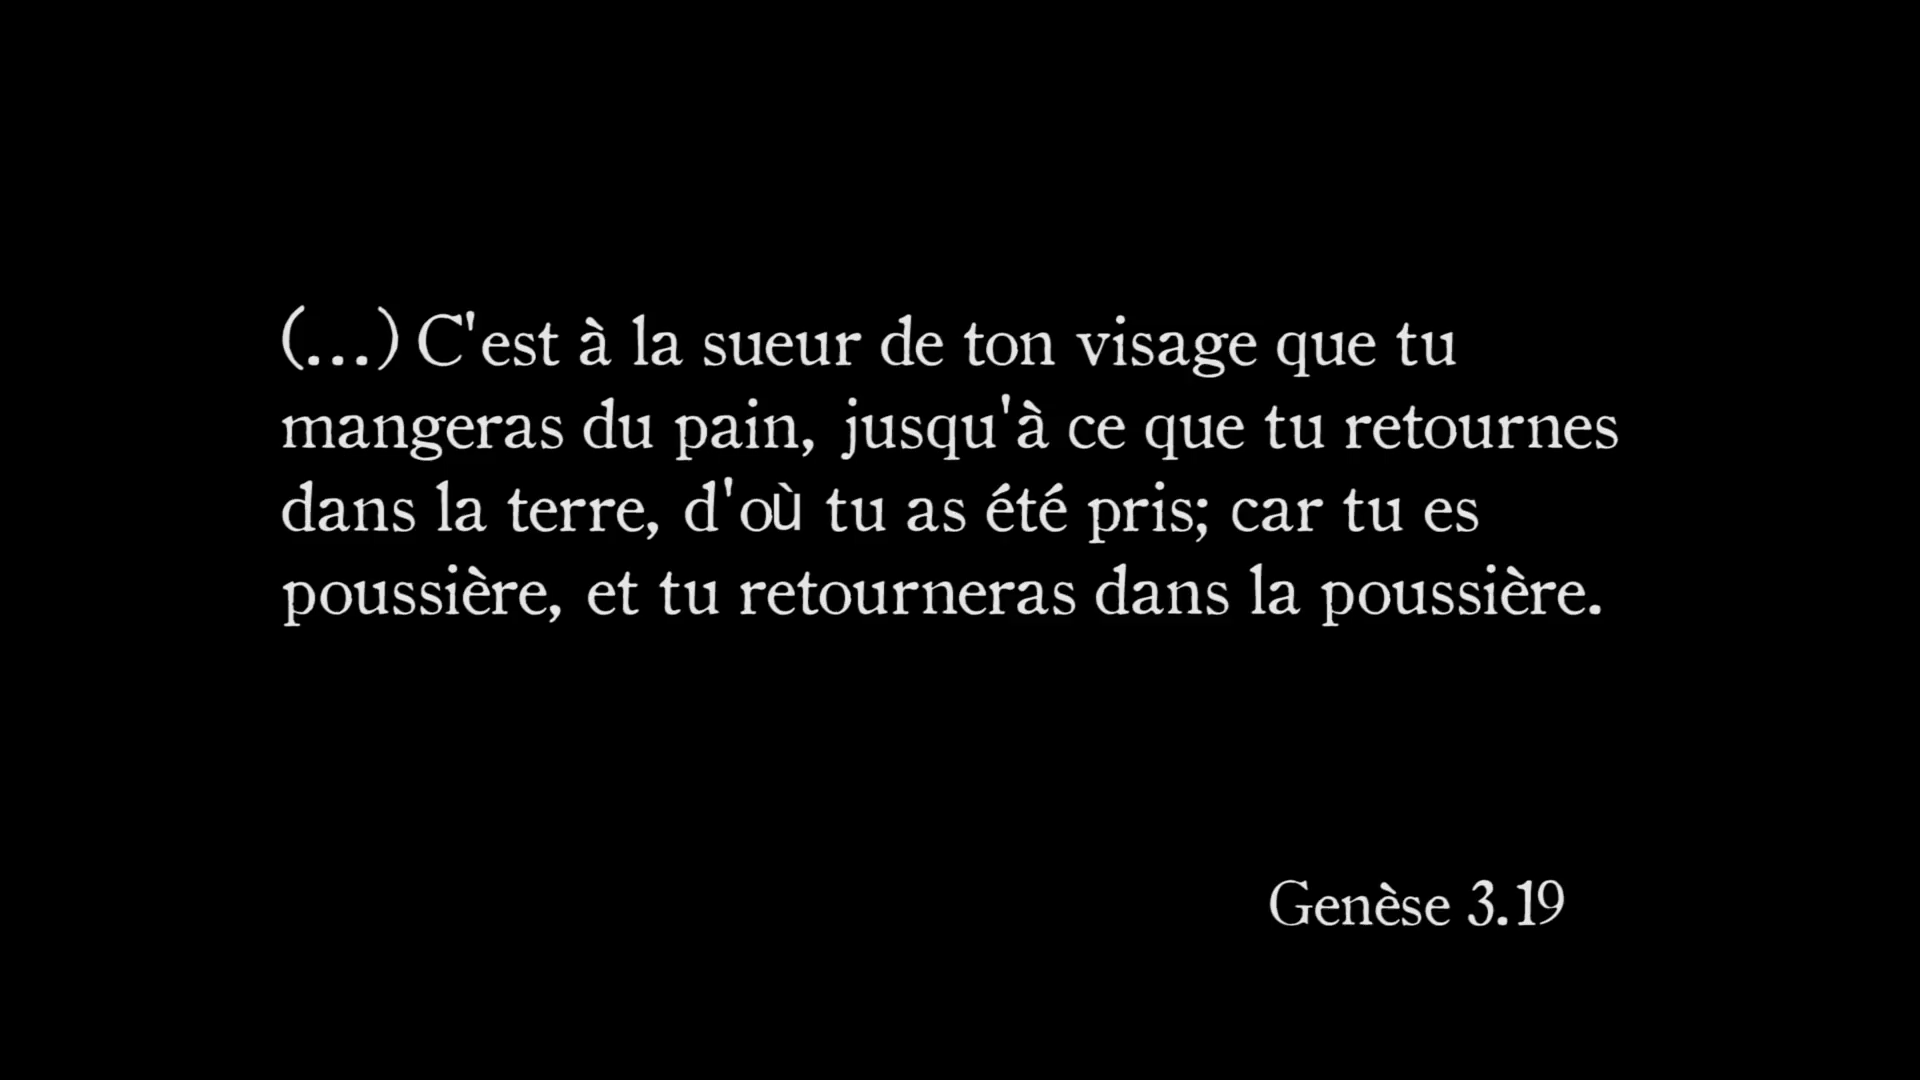 (...) C'est à la sueur de ton visage que tu
mangeras du pain, jusqu'à ce que tu retournes
dans la terre, d'où tu as été pris; car tu es
poussière, et tu retourneras dans la poussière.
Genèse 3.19